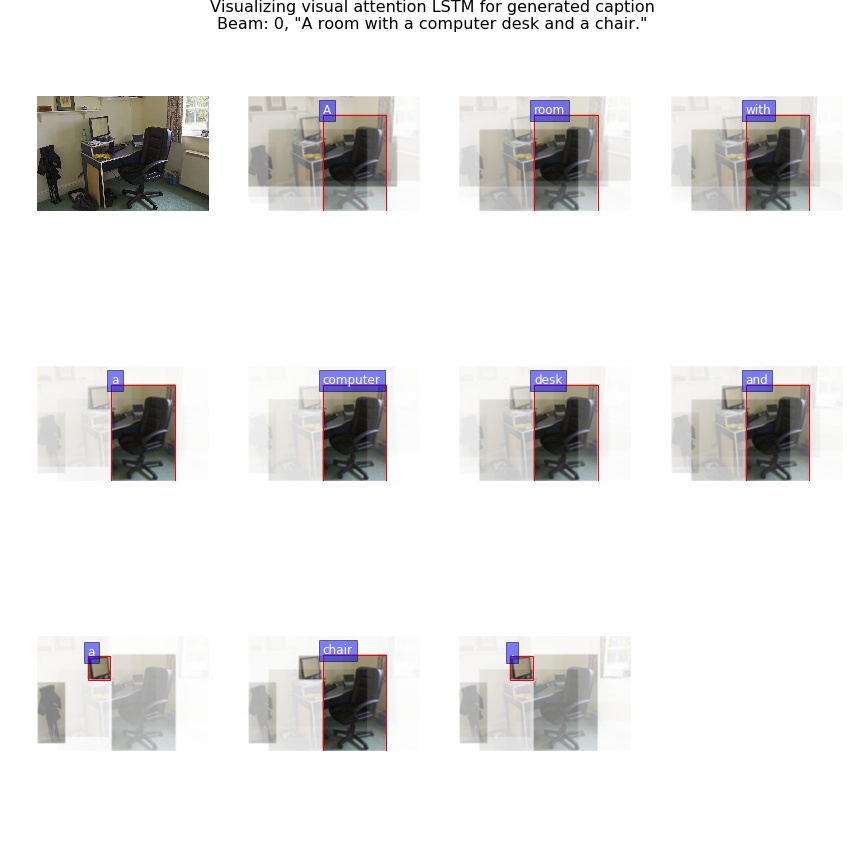 Visualizing visual attention LSTM for generated caption
Beam: 0, "A room with a computer desk and a chair."
A
room
with
a
computer
desk
and
a
chair
.